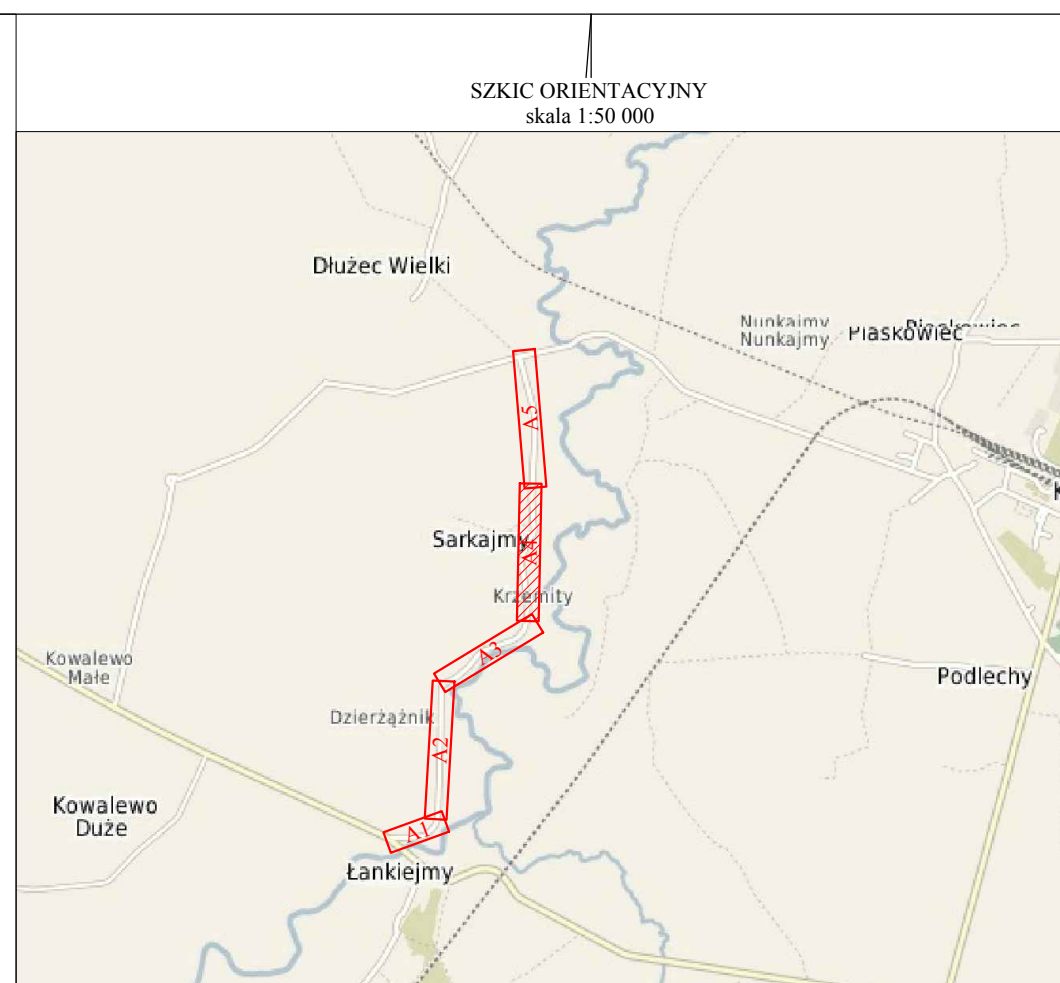 SZKIC ORIENTACYJNY
skala 1:50 000
Dłużec Wielki
Nunkajmy
Nunkajmy
Piaskowiec
Piaskowiec
A5
Sarkajmy
A4
Krzemity
A3
Kowalewo
Małe
Podlechy
Dzierżążnik
A2
Kowalewo
Duże
A1
Łankiejmy
K